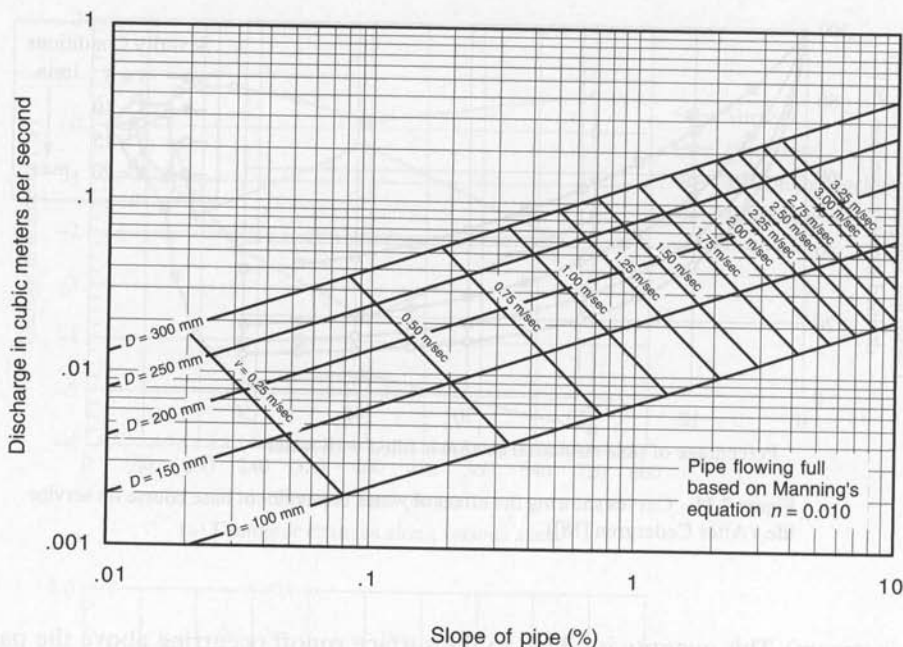 1
.1
.01
.001
Discharge in cubic meters per second
D = 300 mm
D = 250 mm
D = 200 mm
D = 150 mm
D = 100 mm
v = 0.25 m/sec
0.50 m/sec
0.75 m/sec
1.00 m/sec
1.25 m/sec
1.50 m/sec
1.75 m/sec
2.00 m/sec
2.25 m/sec
2.50 m/sec
2.75 m/sec
3.00 m/sec
3.25 m/sec
Pipe flowing full
based on Manning's
equation n = 0.010
.01
.1
1
10
Slope of pipe (%)